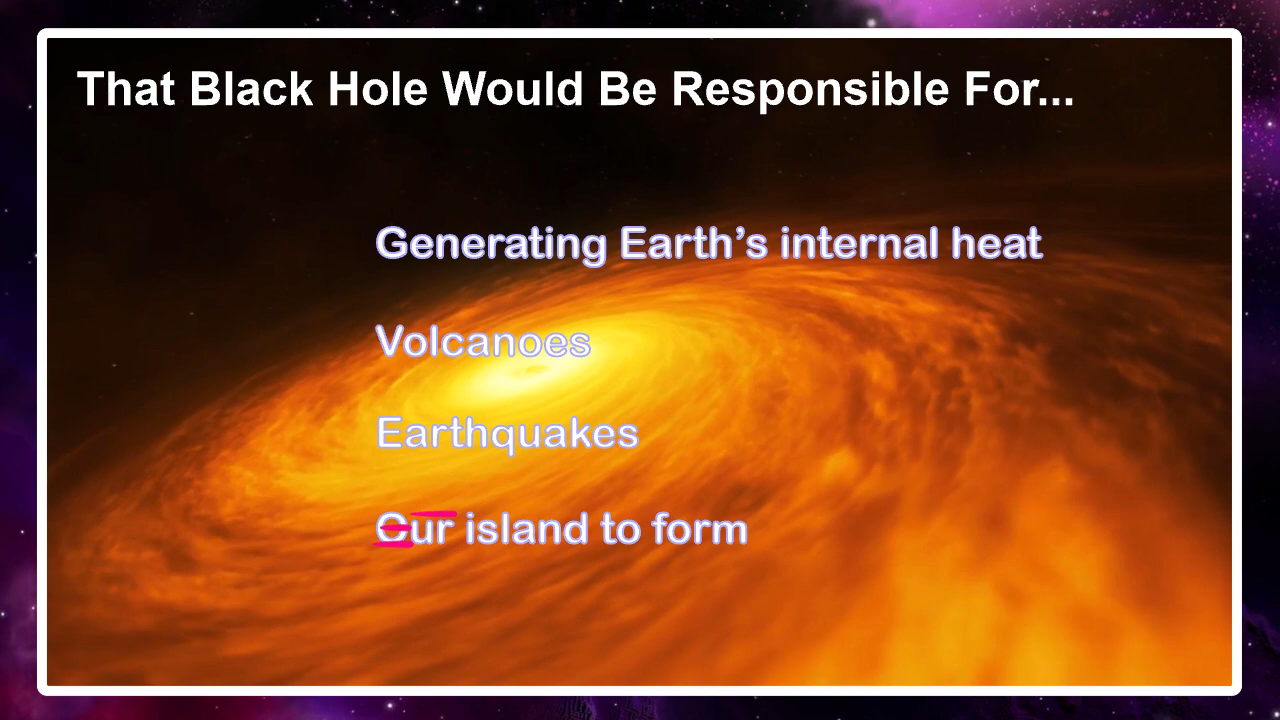 That Black Hole Would Be Responsible For...
Generating Earth’s internal heat
Volcanoes
Earthquakes
Our island to form